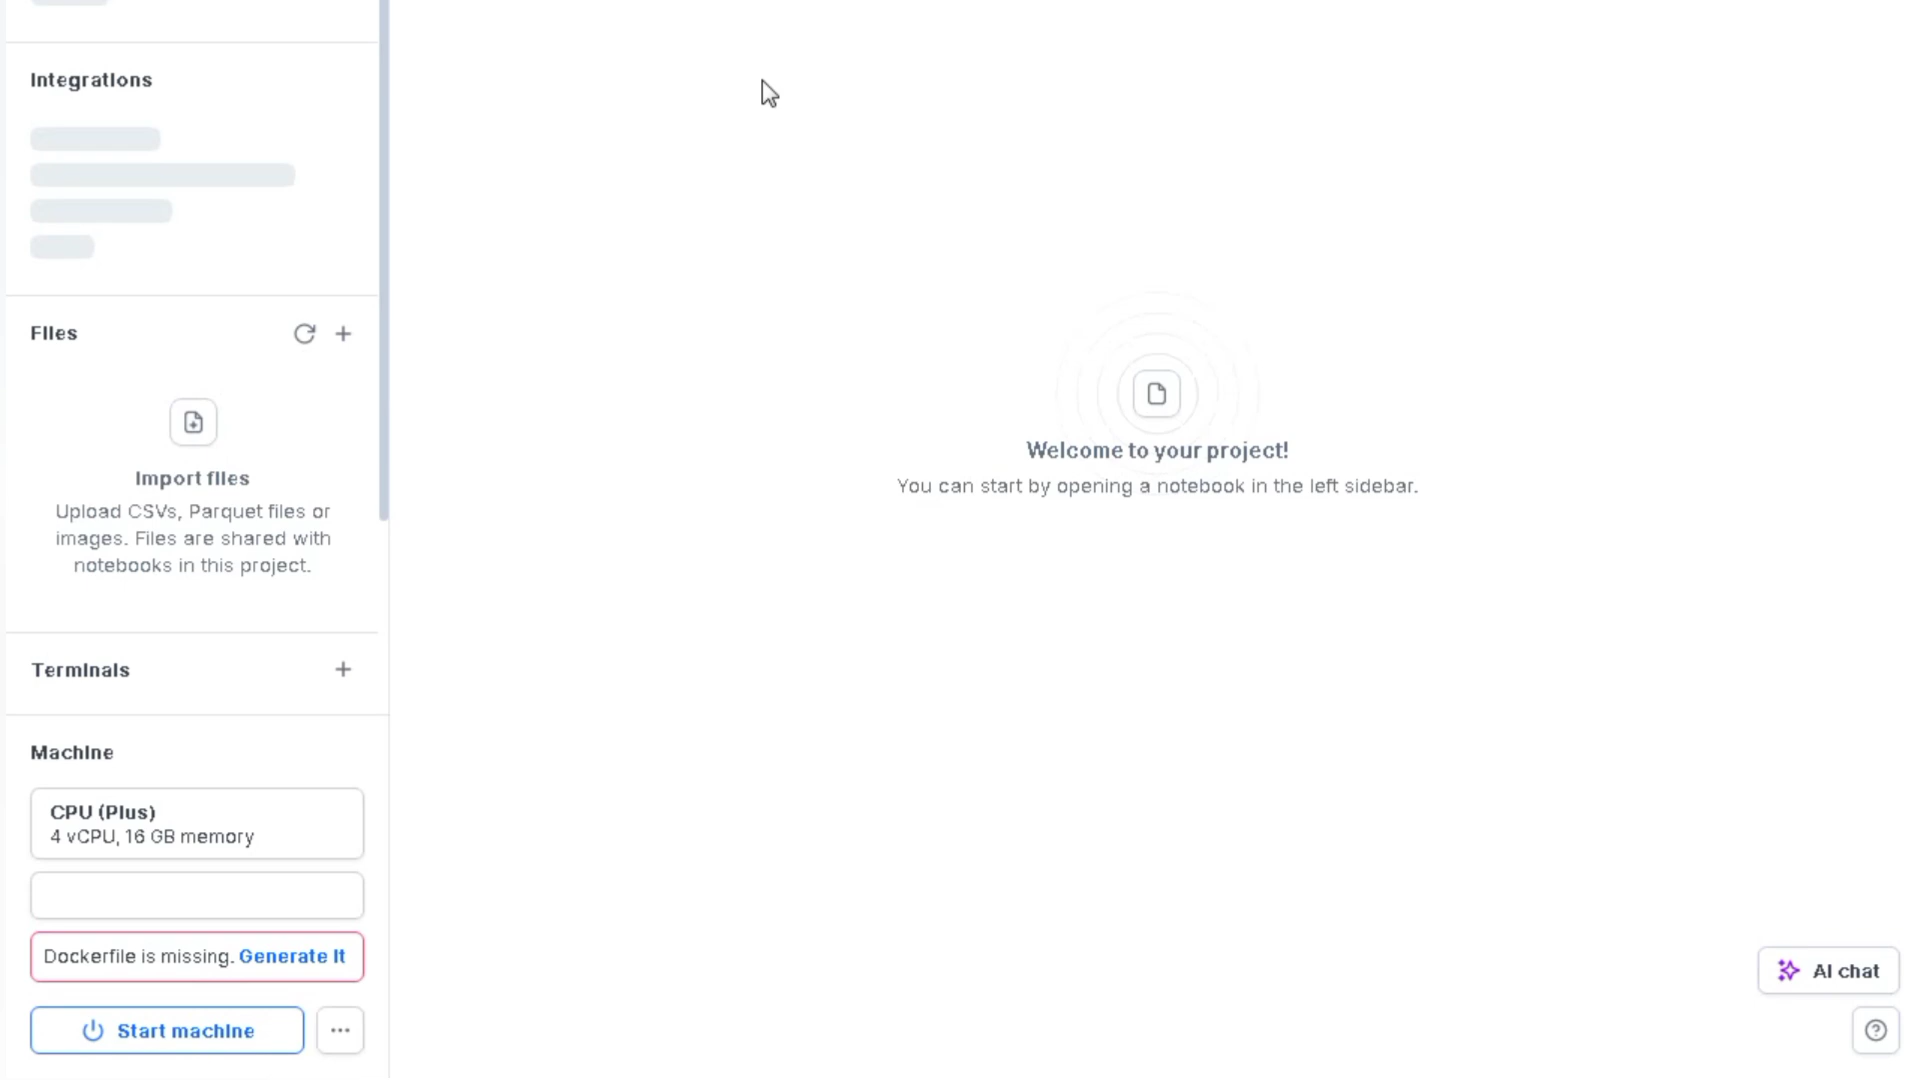 Integrations
Files
Import files
Upload CSVs, Parquet files or
images. Files are shared with
notebooks in this project.
Terminals
Machine
CPU (Plus)
4 vCPU, 16 GB memory
Dockerfile is missing. Generate it
Start machine
Welcome to your project!
You can start by opening a notebook in the left sidebar.
AI chat